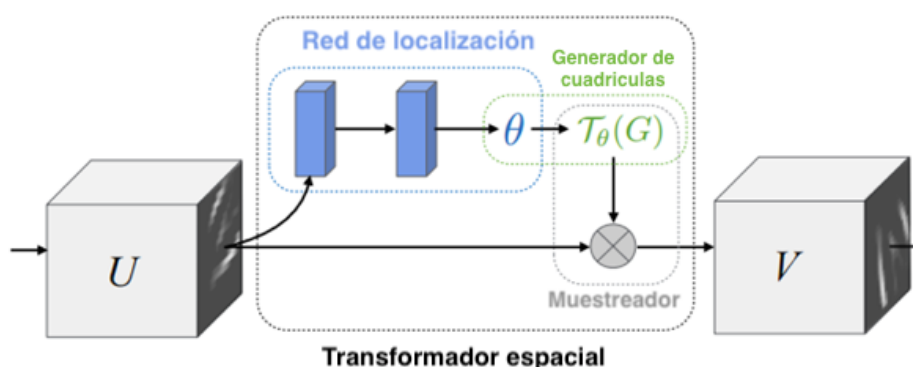 Red de localización
Generador de
cuadriculas
θ
𝒯θ(G)
U
V
Muestreador
Transformador espacial